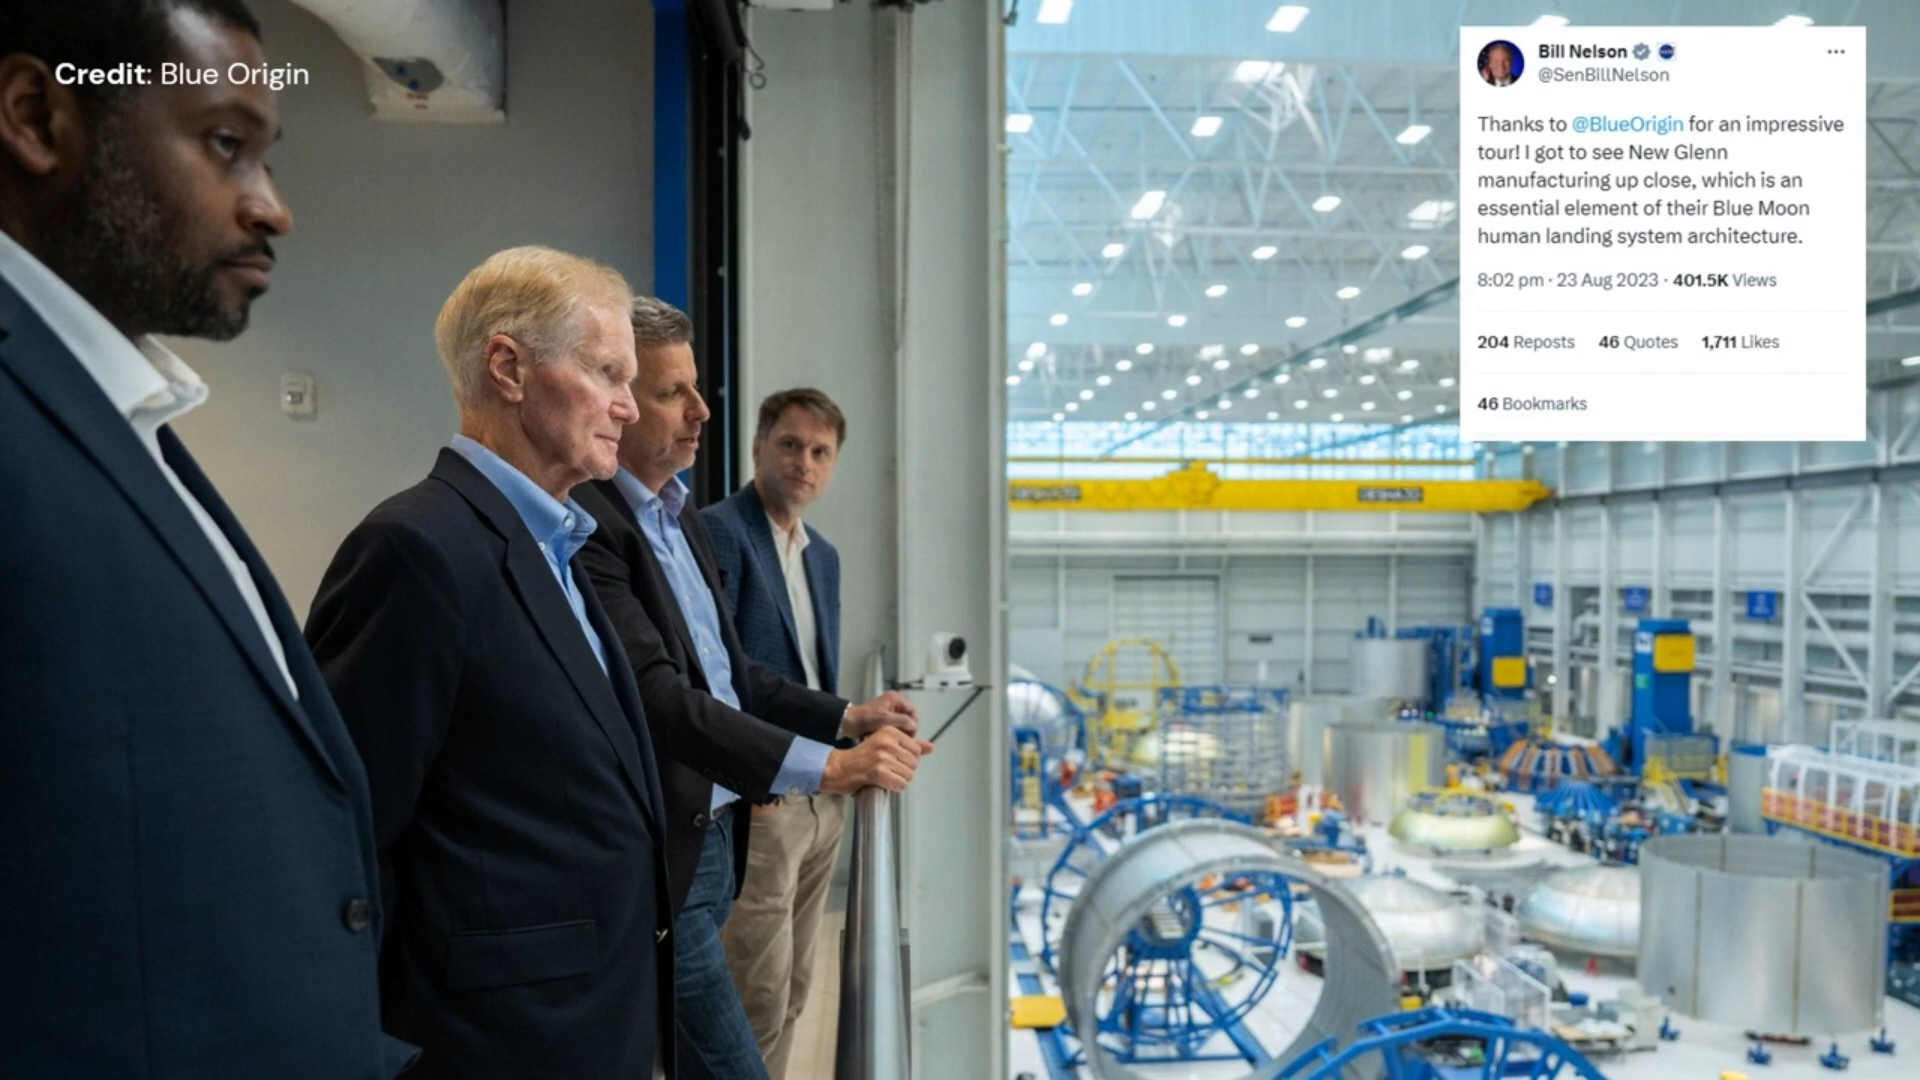 Credit: Blue Origin
Bill Nelson
@SenBillNelson
Thanks to @BlueOrigin for an impressive
tour! I got to see New Glenn
manufacturing up close, which is an
essential element of their Blue Moon
human landing system architecture.
8:02 pm · 23 Aug 2023 · 401.5K Views
204 Reposts 46 Quotes 1,711 Likes
46 Bookmarks